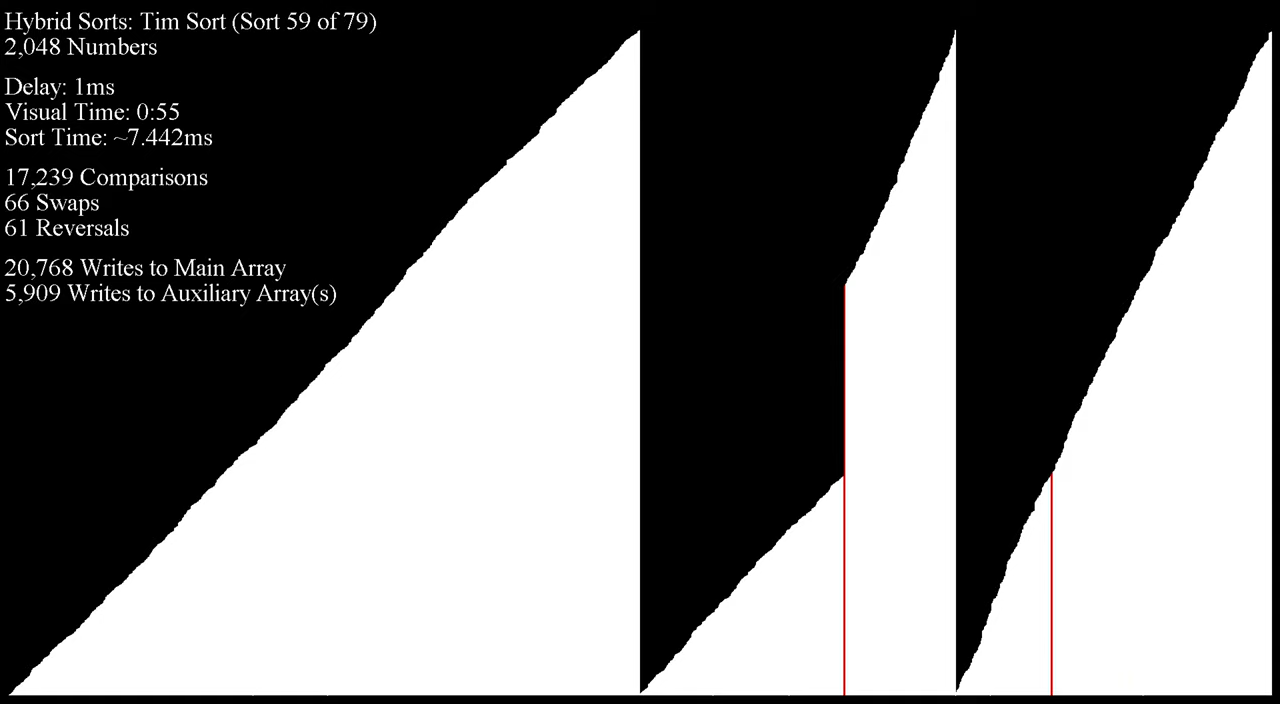 Hybrid Sorts: Tim Sort (Sort 59 of 79)
2,048 Numbers
Delay: 1ms
Visual Time: 0:55
Sort Time: ~7.442ms
17,239 Comparisons
66 Swaps
61 Reversals
20,768 Writes to Main Array
5,909 Writes to Auxiliary Array(s)